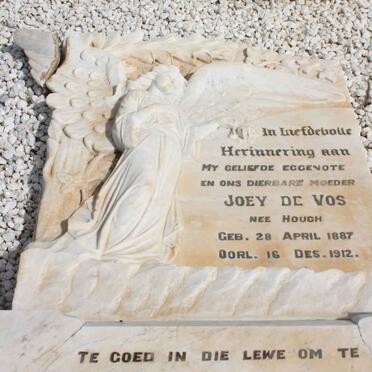 In Liefdevolle
Herinnering aan
MY GELIEFDE EGGENOTE
EN ONS DIERBARE MOEDER
JOEY DE VOS
NEE HOUGH
GEB. 28 APRIL 1887
OORL. 16 DES. 1912.
TE GOED IN DIE LEWE OM TE